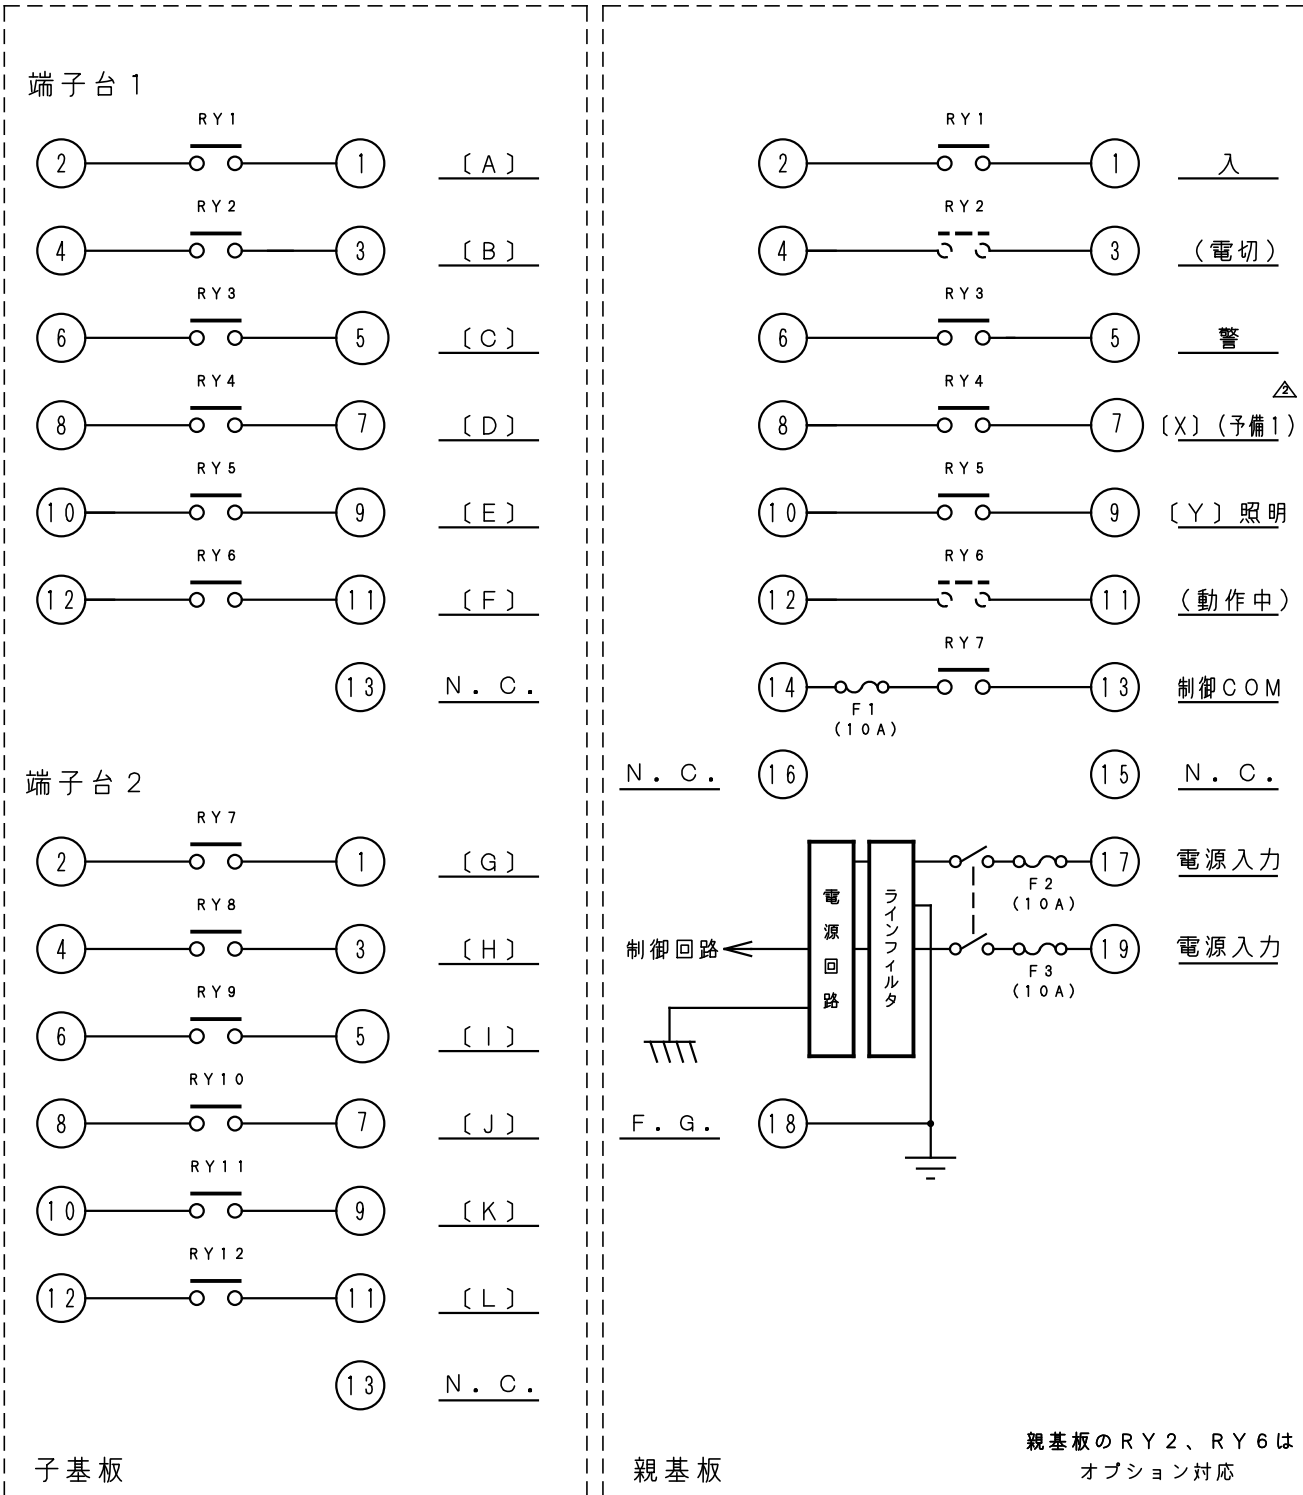 端子台1
RY1
2 1 〔A〕
RY2
4 3 〔B〕
RY3
6 5 〔C〕
RY4
8 7 〔D〕
RY5
10 9 〔E〕
RY6
12 11 〔F〕
13 N.C.
端子台2
RY7
2 1 〔G〕
RY8
4 3 〔H〕
RY9
6 5 〔I〕
RY10
8 7 〔J〕
RY11
10 9 〔K〕
RY12
12 11 〔L〕
13 N.C.
子基板
RY1
2 1 入
RY2
4 3 (電切)
RY3
6 5 警
RY4
2
8 7 〔X〕(予備1)
RY5
10 9 〔Y〕照明
RY6
12 11 (動作中)
RY7
14 13 制御COM
F1
(10A)
N.C. 16 15 N.C.
17 電源入力
F2
(10A)
電源回路
ラインフィルタ
制御回路
19 電源入力
F3
(10A)
F.G. 18
親基板のRY2、RY6は
オプション対応
親基板